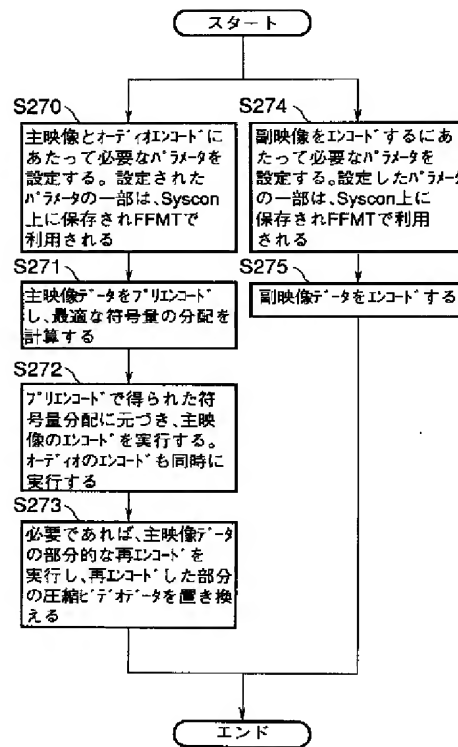 スタート
S270
主映像とオーディオエンコードに
あたって必要なパラメータを
設定する。設定された
パラメータの一部は、Syscon
上に保存されFFMTで
利用される
S271
主映像データをプリエンコード
し、最適な符号量の分配を
計算する
S272
プリエンコードで得られた符
号量分配に元づき、主映
像のエンコードを実行する。
オーディオのエンコードも同時に
実行する
S273
必要であれば、主映像データ
の部分的な再エンコードを
実行し、再エンコードした部分
の圧縮ビデオデータを置き換
える
S274
副映像をエンコードするにあ
たって必要なパラメータを
設定する。設定したパラメータ
の一部は、Syscon上に
保存されFFMTで利用
される
S275
副映像データをエンコードする
エンド